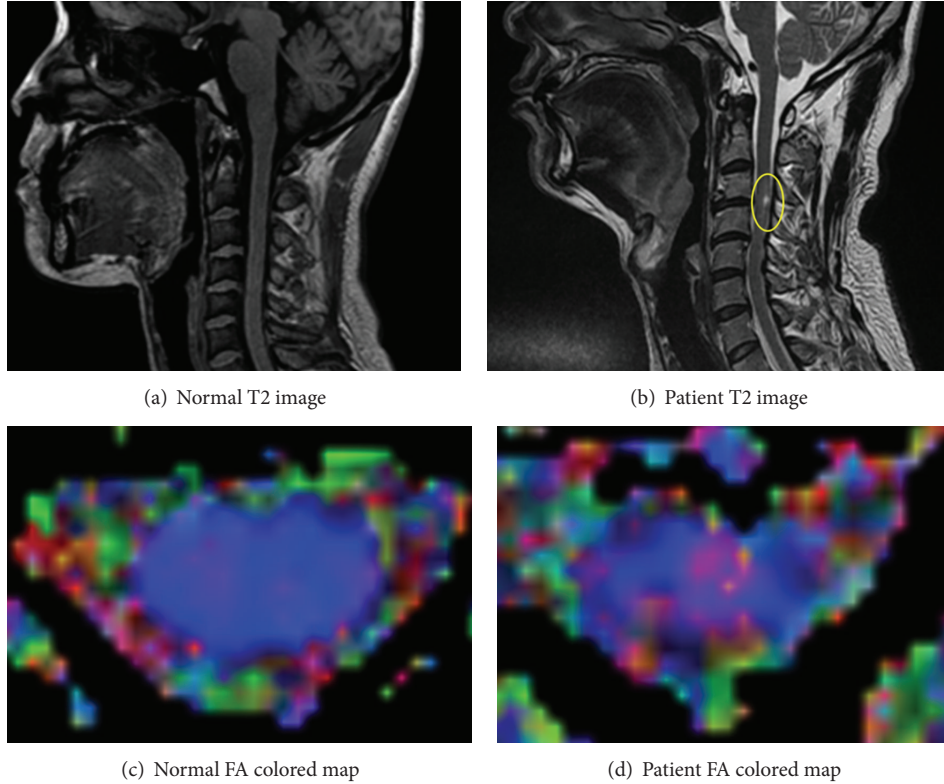 (a) Normal T2 image
(b) Patient T2 image
(c) Normal FA colored map
(d) Patient FA colored map